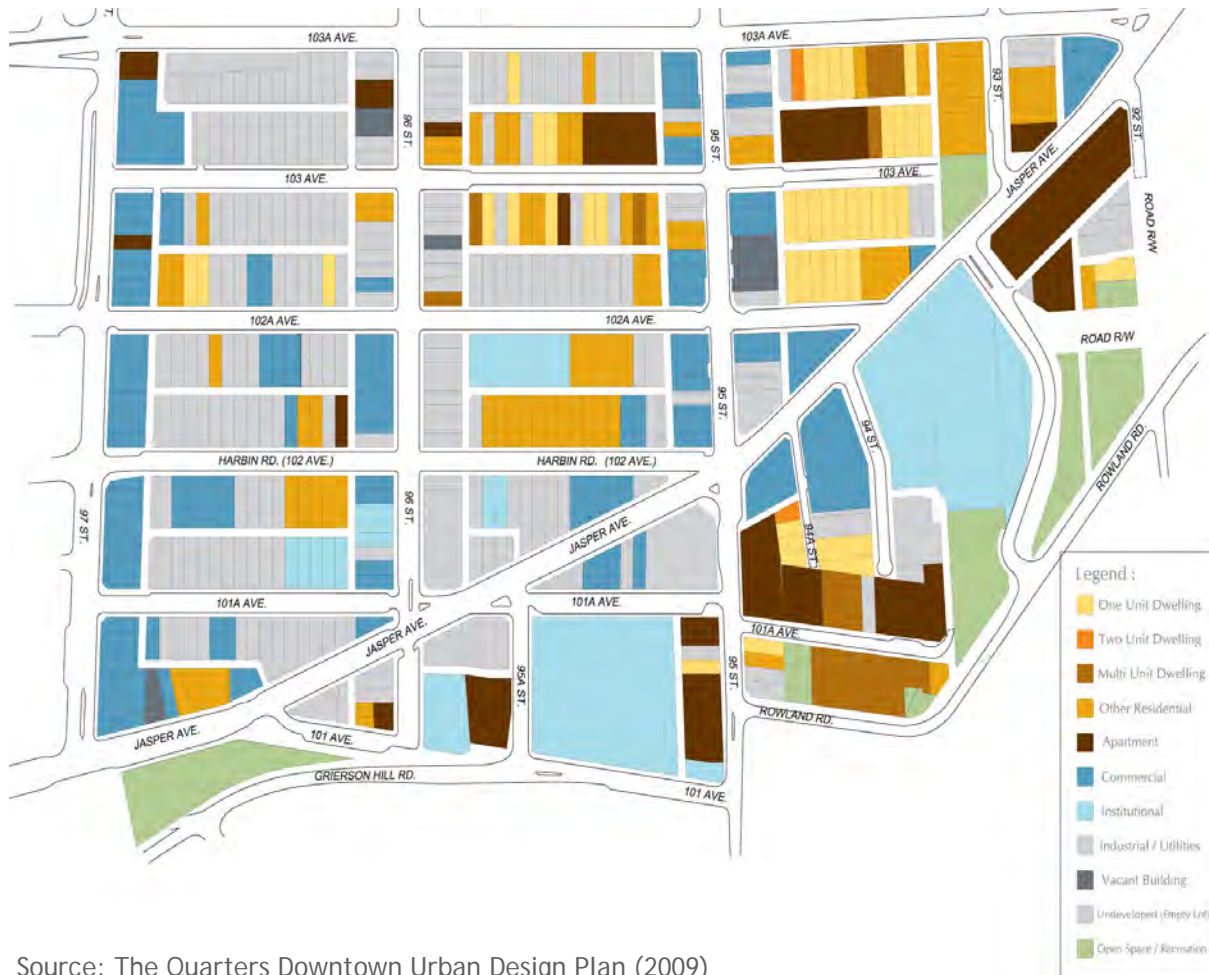 103A AVE.
103A AVE.
96 ST.
95 ST.
93 ST.
92 ST.
JASPER AVE.
103 AVE.
103 AVE.
ROAD R/W
102A AVE.
102A AVE.
ROAD R/W
95 ST.
94 ST.
ROWLAND RD.
HARBIN RD. (102 AVE.)
HARBIN RD. (102 AVE.)
97 ST.
96 ST.
JASPER AVE.
94A ST.
101A AVE.
101A AVE.
JASPER AVE.
101A AVE.
95A ST.
95 ST.
ROWLAND RD.
JASPER AVE.
101 AVE.
GRIERSON HILL RD.
101 AVE.
Legend :
One Unit Dwelling
Two Unit Dwelling
Multi Unit Dwelling
Other Residential
Apartment
Commercial
Institutional
Industrial / Utilities
Vacant Building
Undeveloped (Empty Lot)
Open Space / Recreation
Source: The Quarters Downtown Urban Design Plan (2009)